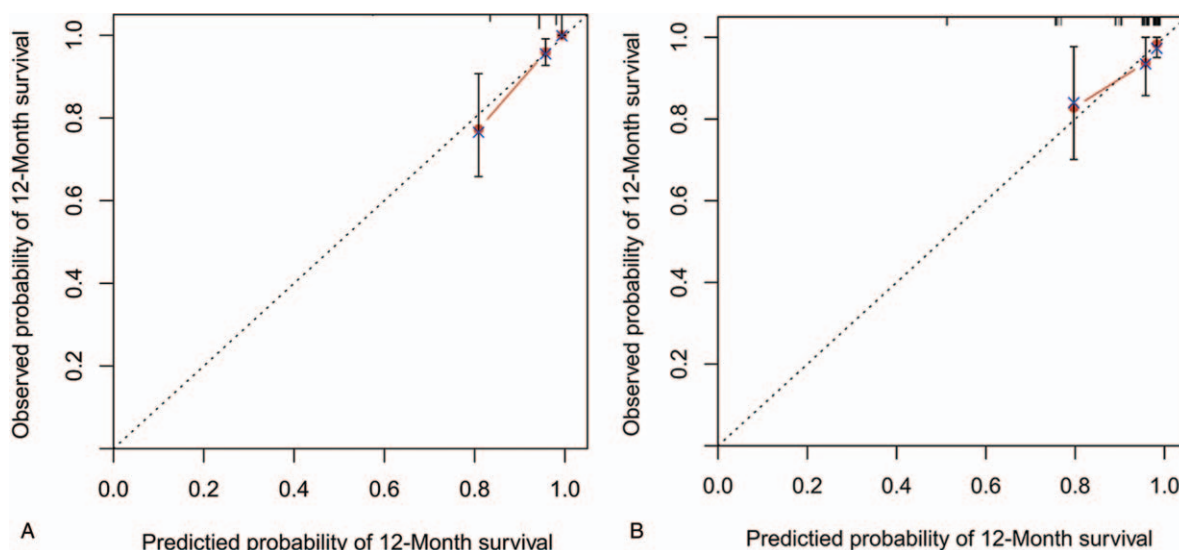 Observed probability of 12-Month survival
1.0
0.8
0.6
0.4
0.2
0.0 0.2 0.4 0.6 0.8 1.0
A
Predictied probability of 12-Month survival
Observed probability of 12-Month survival
1.0
0.8
0.6
0.4
0.2
0.0 0.2 0.4 0.6 0.8 1.0
B
Predictied probability of 12-Month survival